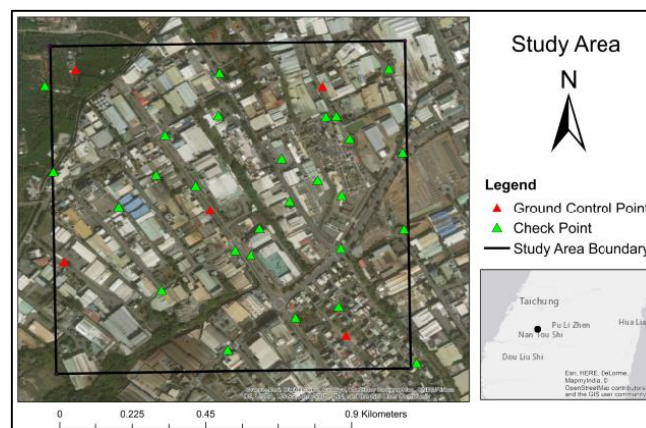 Study Area
N
Legend
Ground Control Point
Check Point
Study Area Boundary
Taichung
Pu Li Zhen
Hua Lia
Nan Tou Shi
Dou Liu Shi
Esri, HERE, DeLorme,
MapmyIndia, ©
OpenStreetMap contributors
and the GIS user community
0 0.225 0.45 0.9 Kilometers